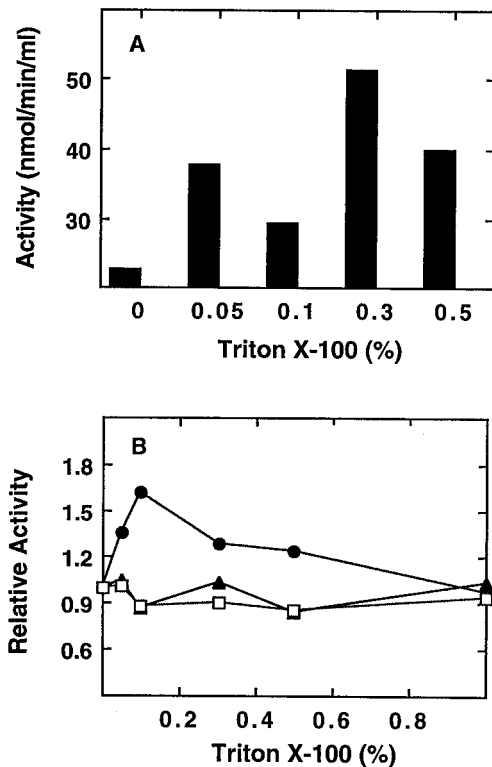 A
Activity (nmol/min/ml)
50
40
30
0 0.05 0.1 0.3 0.5
Triton X-100 (%)
B
Relative Activity
1.8
1.5
1.2
0.9
0.6
0.2 0.4 0.6 0.8
Triton X-100 (%)